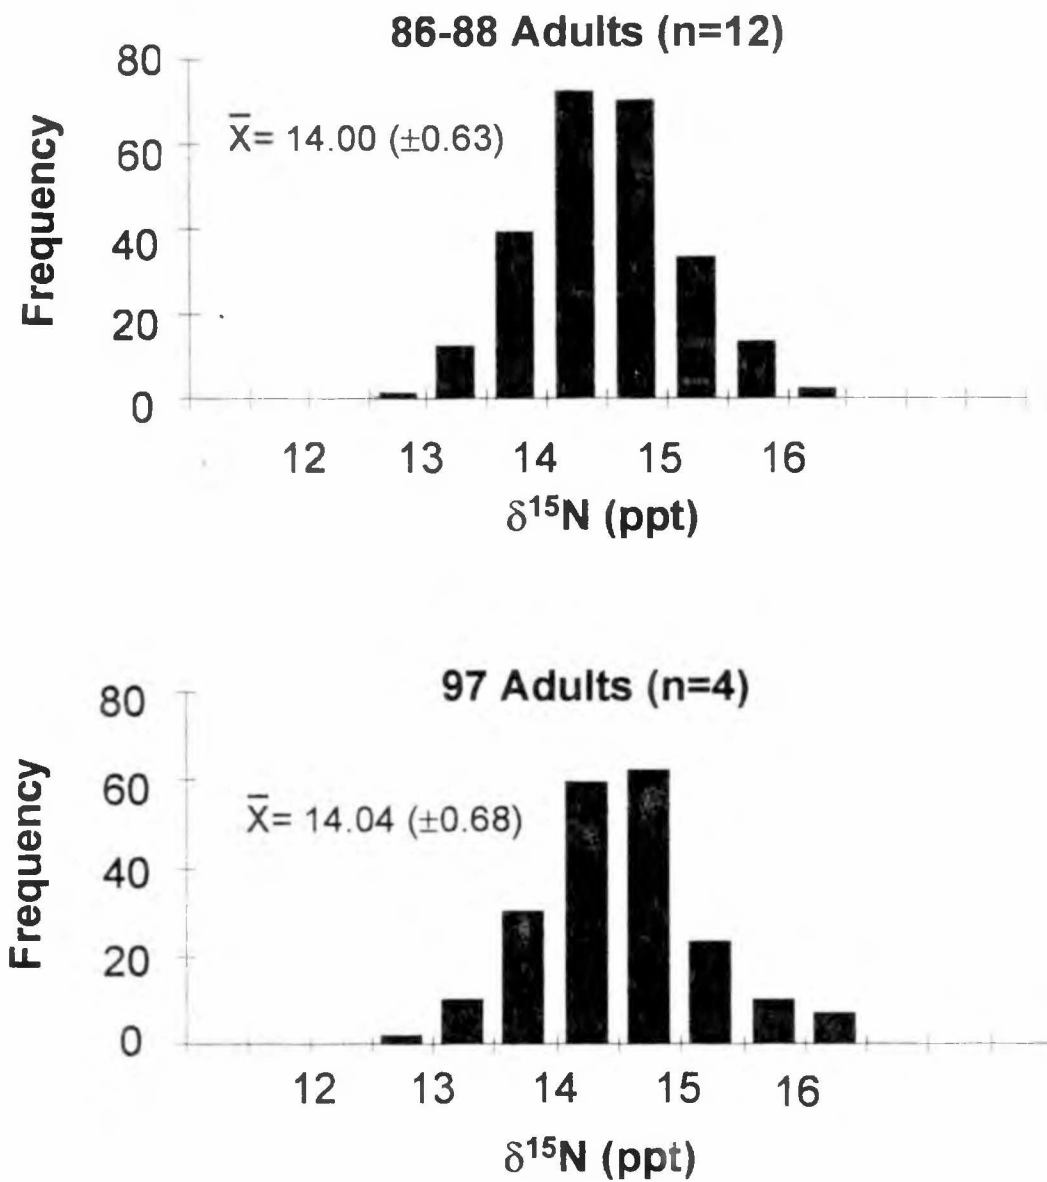 86-88 Adults (n=12)
80
60
40
20
0
Frequency
X̄= 14.00 (±0.63)
12 13 14 15 16
δ¹⁵N (ppt)
97 Adults (n=4)
80
60
40
20
0
Frequency
X̄= 14.04 (±0.68)
12 13 14 15 16
δ¹⁵N (ppt)